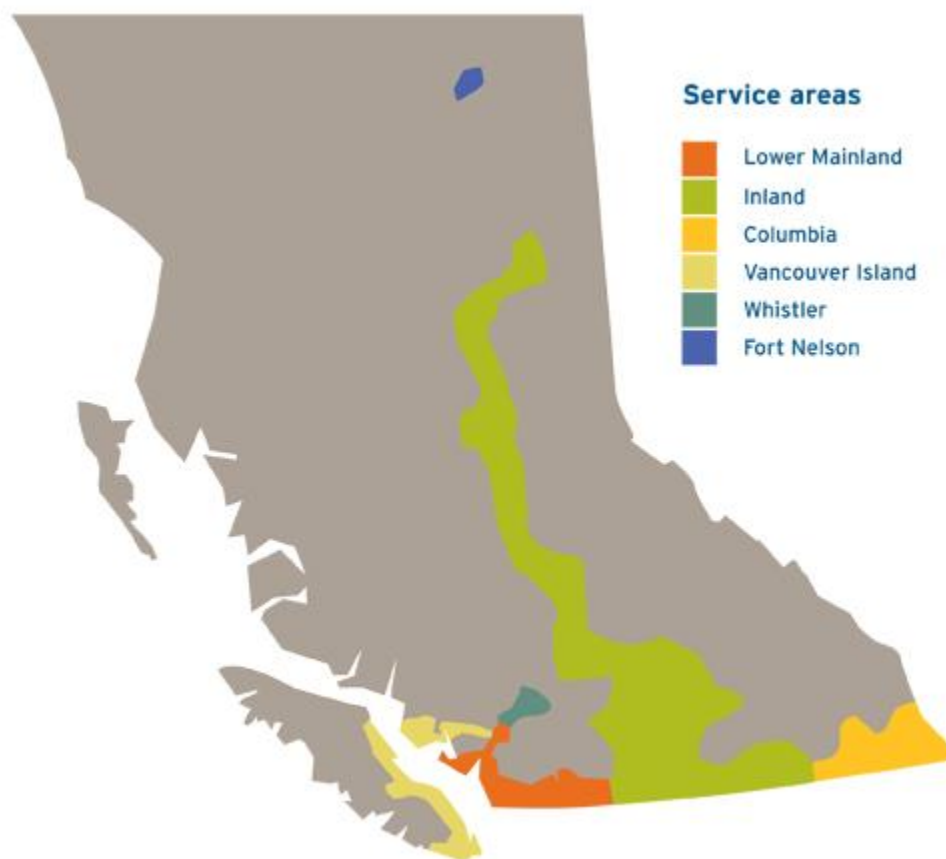 Service areas
Lower Mainland
Inland
Columbia
Vancouver Island
Whistler
Fort Nelson